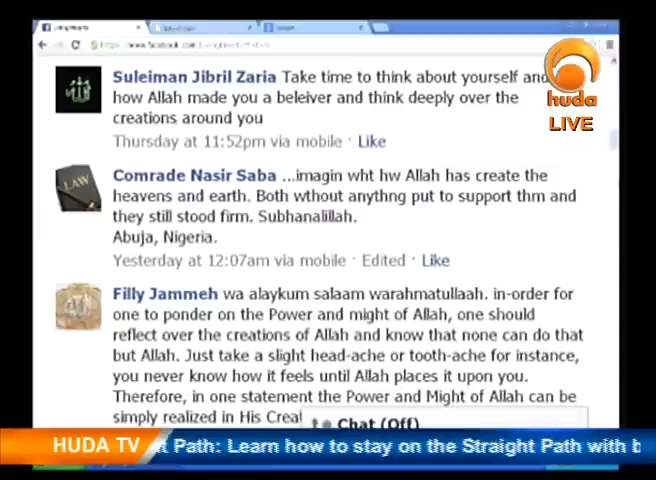 Suleiman Jibril Zaria Take time to think about yourself and
how Allah made you a beleiver and think deeply over the
creations around you
Thursday at 11:52pm via mobile · Like
huda
LIVE
LAW
Comrade Nasir Saba ...imagin wht hw Allah has create the
heavens and earth. Both wthout anythng put to support thm and
they still stood firm. Subhanalillah.
Abuja, Nigeria.
Yesterday at 12:07am via mobile · Edited · Like
Filly Jammeh wa alaykum salaam warahmatullaah. in-order for
one to ponder on the Power and might of Allah, one should
reflect over the creations of Allah and know that none can do that
but Allah. Just take a slight head-ache or tooth-ache for instance,
you never know how it feels until Allah places it upon you.
Therefore, in one statement the Power and Might of Allah can be
simply realized in His Crea
Chat (Off)
HUDA TV
t Path: Learn how to stay on the Straight Path with b